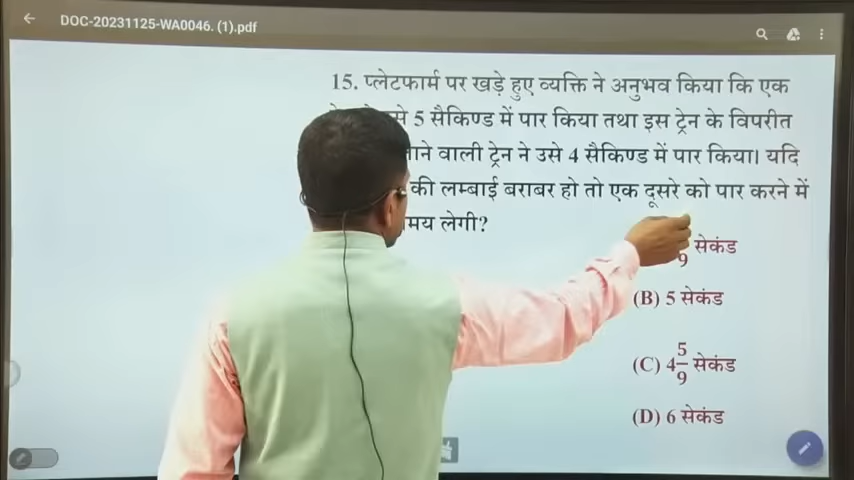 DOC-20231125-WA0046. (1).pdf
15. प्लेटफार्म पर खड़े हुए व्यक्ति ने अनुभव किया कि एक
5 सैकिण्ड में पार किया तथा इस ट्रेन के विपरीत
वाली ट्रेन ने उसे 4 सैकिण्ड में पार किया। यदि
की लम्बाई बराबर हो तो एक दूसरे को पार करने में
लेगी?
9 सेकंड
(B) 5 सेकंड
(C) 4 5/9 सेकंड
(D) 6 सेकंड